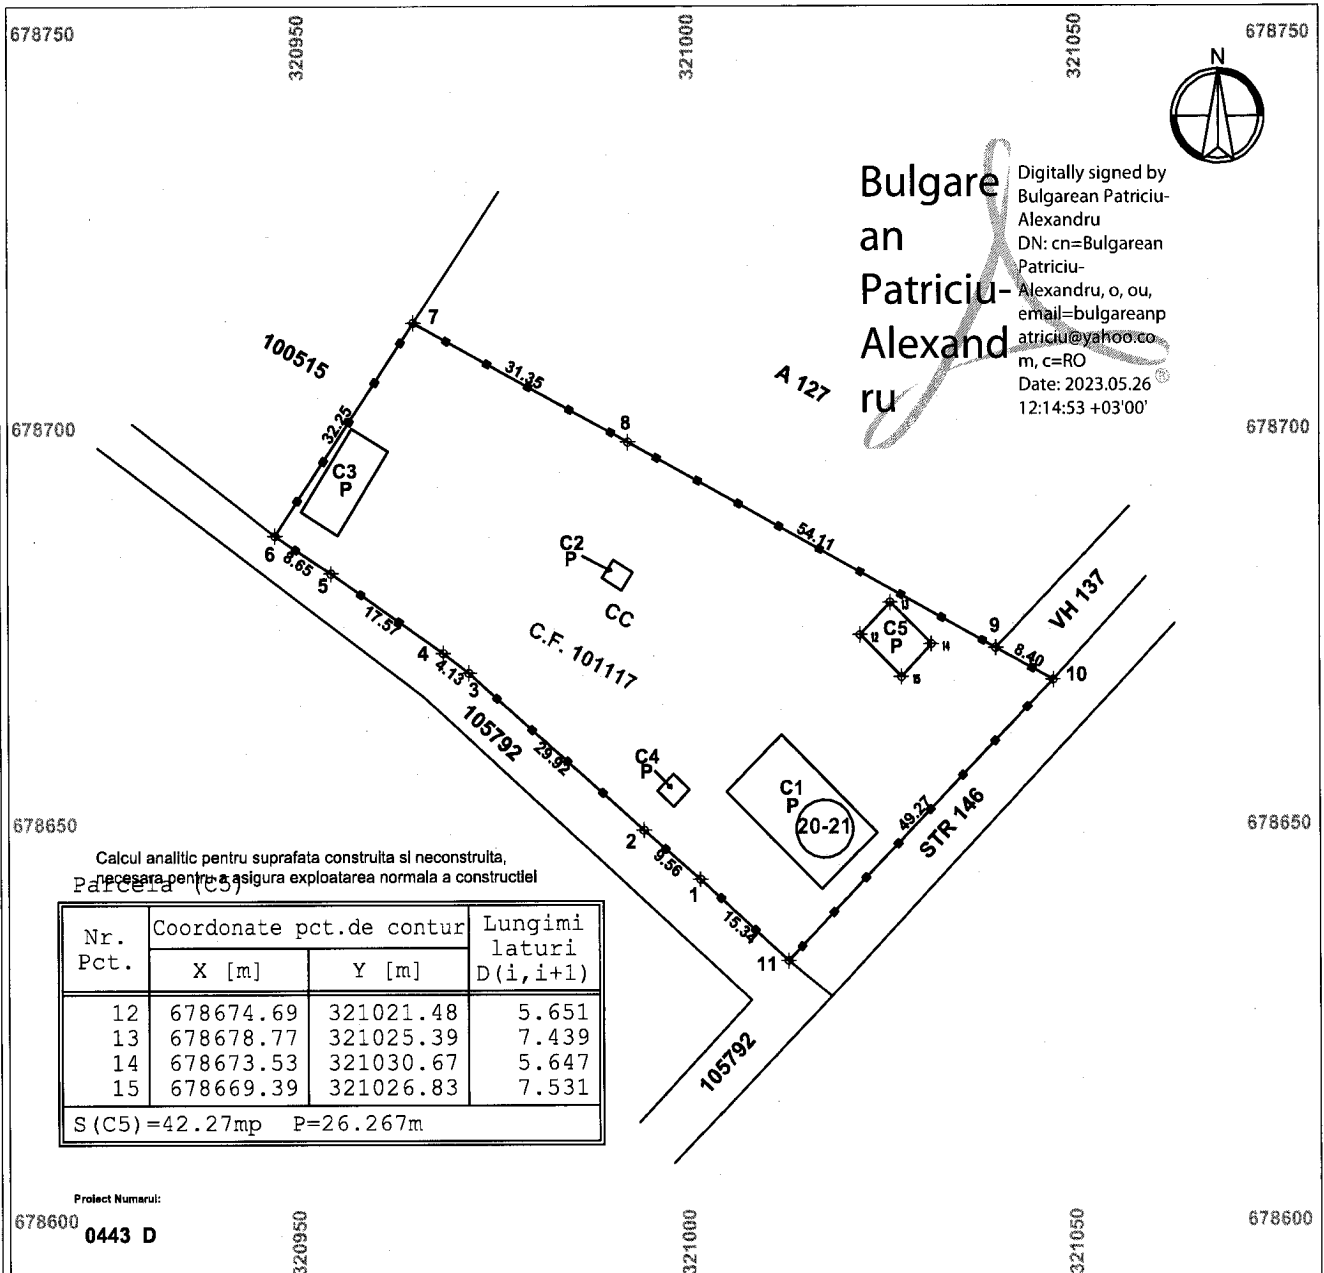 678750
320950
321000
321050
678750
N
Bulgare
an
Patriciu-
Alexand
ru
Digitally signed by
Bulgarean Patriciu-
Alexandru
DN: cn=Bulgarean
Patriciu-
Alexandru, o, ou,
email=bulgareanp
atriciu@yahoo.co
m, c=RO
Date: 2023.05.26
12:14:53 +03'00'
®
7
100515
31.35
A 127
8
32.25
678700
678700
C3
P
54.11
6
8.65
5
C2
P
CC
C.F. 101117
17.57
4
4.13
3
13
12
C5
P
14
15
9
VH 137
8.40
10
105792
29.92
C4
P
C1
P
20-21
49.27
STR 146
678650
678650
2
9.56
1
15.34
11
Calcul analitic pentru suprafata construita si neconstruita,
necesara pentru a asigura exploatarea normala a constructiei
Parcela (C5)
Nr.
Pct.
Coordonate pct.de contur
X [m]
Y [m]
Lungimi
laturi
D(i,i+1)
12 678674.69 321021.48 5.651
13 678678.77 321025.39 7.439
14 678673.53 321030.67 5.647
15 678669.39 321026.83 7.531
S(C5)=42.27mp P=26.267m
105792
Proiect Numarul:
0443 D
678600
320950
321000
321050
678600